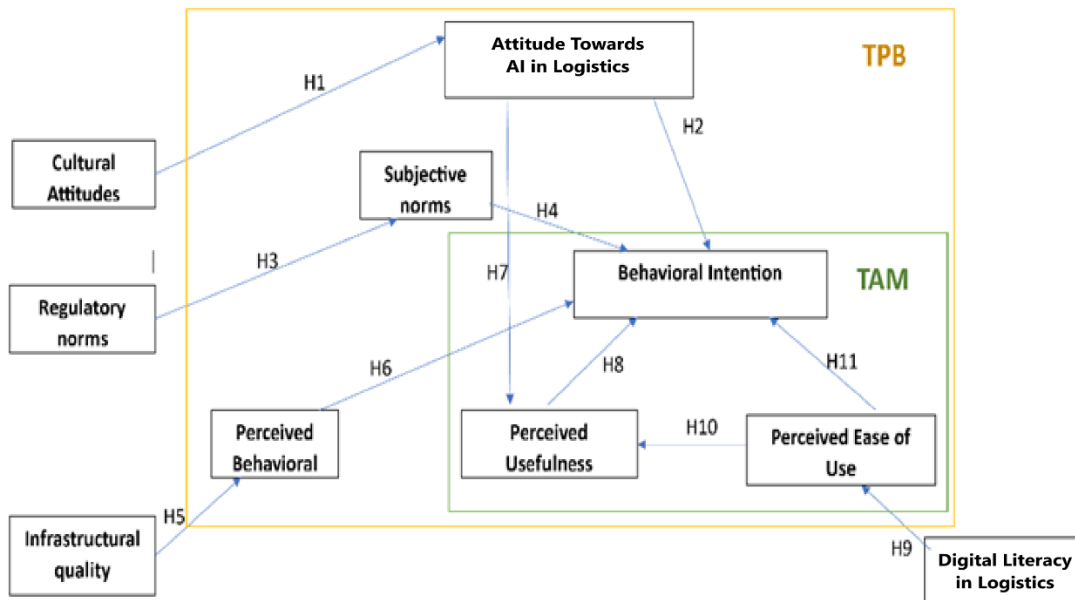 Attitude Towards
AI in Logistics
TPB
H1
H2
Cultural
Attitudes
Subjective
norms
H4
H3
H7
Behavioral Intention
TAM
Regulatory
norms
H6
H8
H11
Perceived
Behavioral
Perceived
Usefulness
H10
Perceived Ease of
Use
H5
Infrastructural
quality
H9
Digital Literacy
in Logistics